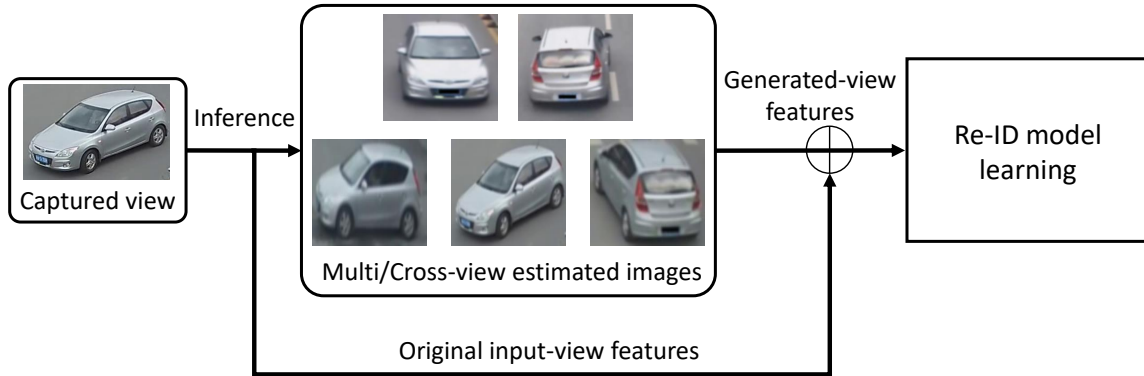 Captured view
Inference
Multi/Cross-view estimated images
Generated-view
features
Re-ID model
learning
Original input-view features